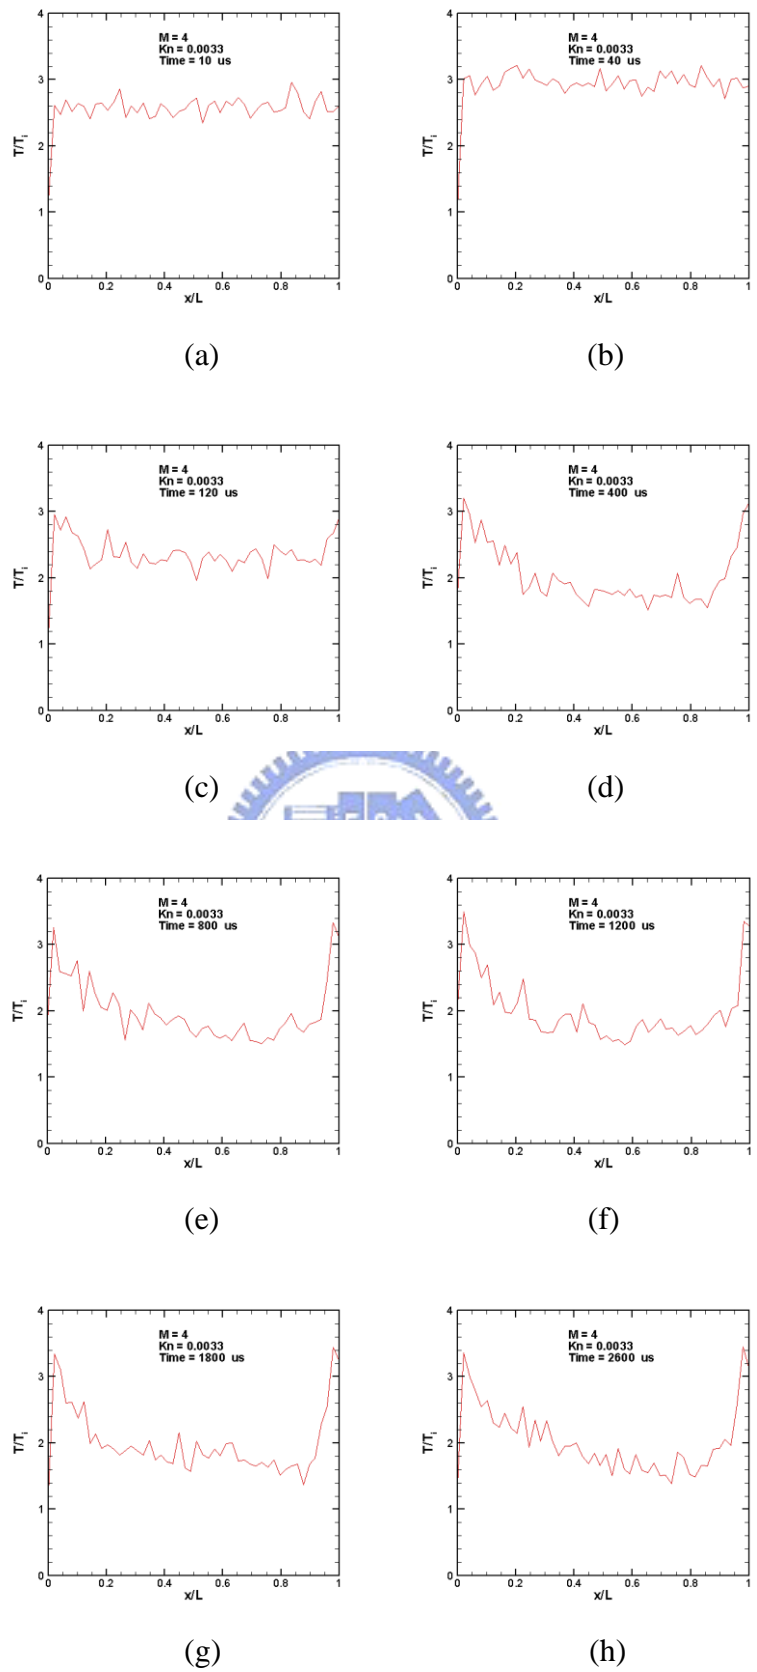 M = 4
Kn = 0.0033
Time = 10 us
T/Ti
4
3
2
1
0
0 0.2 0.4 0.6 0.8 1
x/L
(a)
M = 4
Kn = 0.0033
Time = 40 us
T/Ti
4
3
2
1
0
0 0.2 0.4 0.6 0.8 1
x/L
(b)
M = 4
Kn = 0.0033
Time = 120 us
T/Ti
4
3
2
1
0
0 0.2 0.4 0.6 0.8 1
x/L
(c)
M = 4
Kn = 0.0033
Time = 400 us
T/Ti
4
3
2
1
0
0 0.2 0.4 0.6 0.8 1
x/L
(d)
M = 4
Kn = 0.0033
Time = 800 us
T/Ti
4
3
2
1
0
0 0.2 0.4 0.6 0.8 1
x/L
(e)
M = 4
Kn = 0.0033
Time = 1200 us
T/Ti
4
3
2
1
0
0 0.2 0.4 0.6 0.8 1
x/L
(f)
M = 4
Kn = 0.0033
Time = 1800 us
T/Ti
4
3
2
1
0
0 0.2 0.4 0.6 0.8 1
x/L
(g)
M = 4
Kn = 0.0033
Time = 2600 us
T/Ti
4
3
2
1
0
0 0.2 0.4 0.6 0.8 1
x/L
(h)